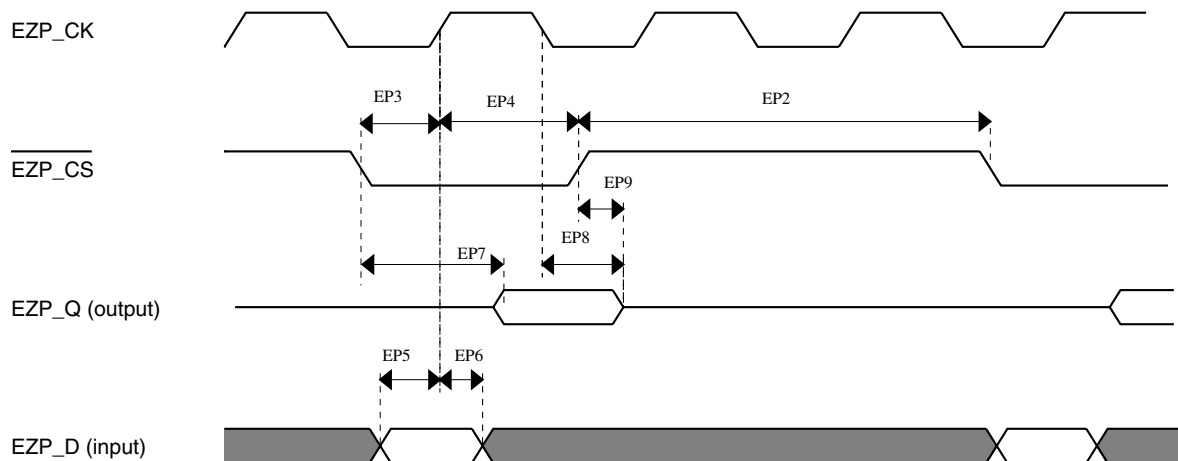 EZP_CK
EP3
EP4
EP2
EZP_CS
EP9
EP8
EP7
EZP_Q (output)
EP5
EP6
EZP_D (input)